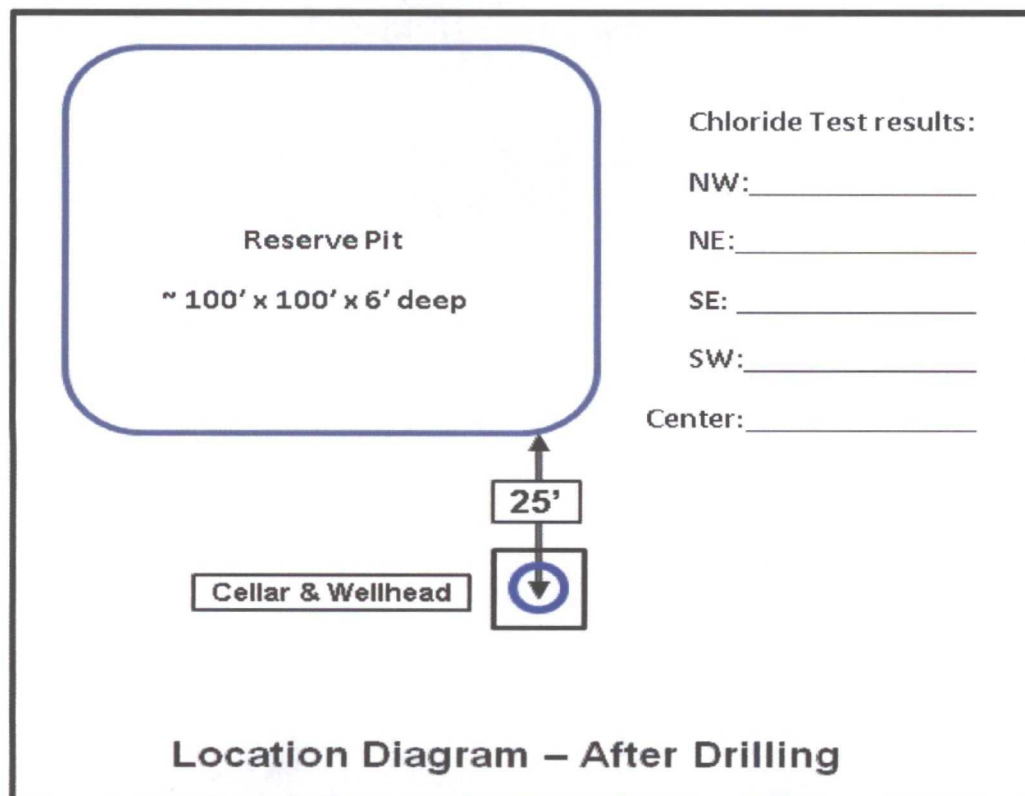 Chloride Test results:
NW:_______________
NE:_______________
SE: _______________
SW:_______________
Center:_______________
Reserve Pit
~ 100' x 100' x 6' deep
25'
Cellar & Wellhead
Location Diagram – After Drilling